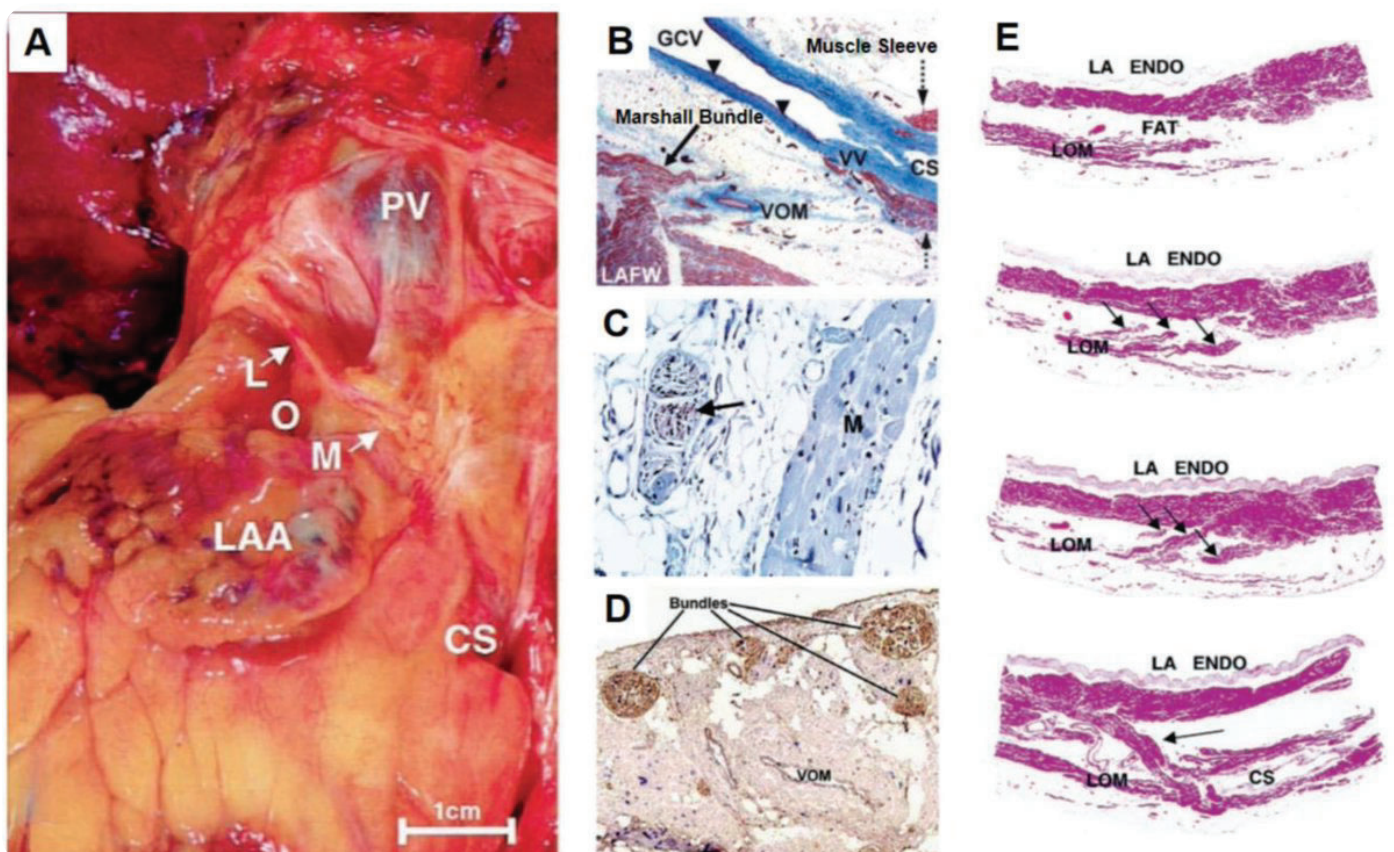 A
PV
L
O
M
LAA
CS
1cm
B
GCV
Muscle Sleeve
Marshall Bundle
VV
CS
VOM
LAFW
C
M
D
Bundles
VOM
E
LA ENDO
FAT
LOM
LA ENDO
LOM
LA ENDO
LOM
LA ENDO
LOM
CS